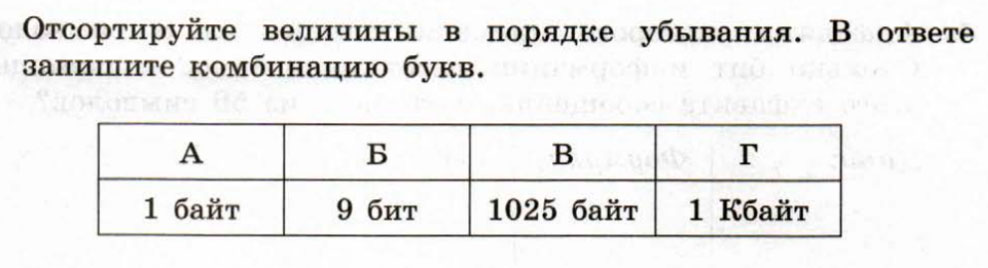 Отсортируйте величины в порядке убывания. В ответе
запишите комбинацию букв.
А Б В Г
1 байт 9 бит 1025 байт 1 Кбайт